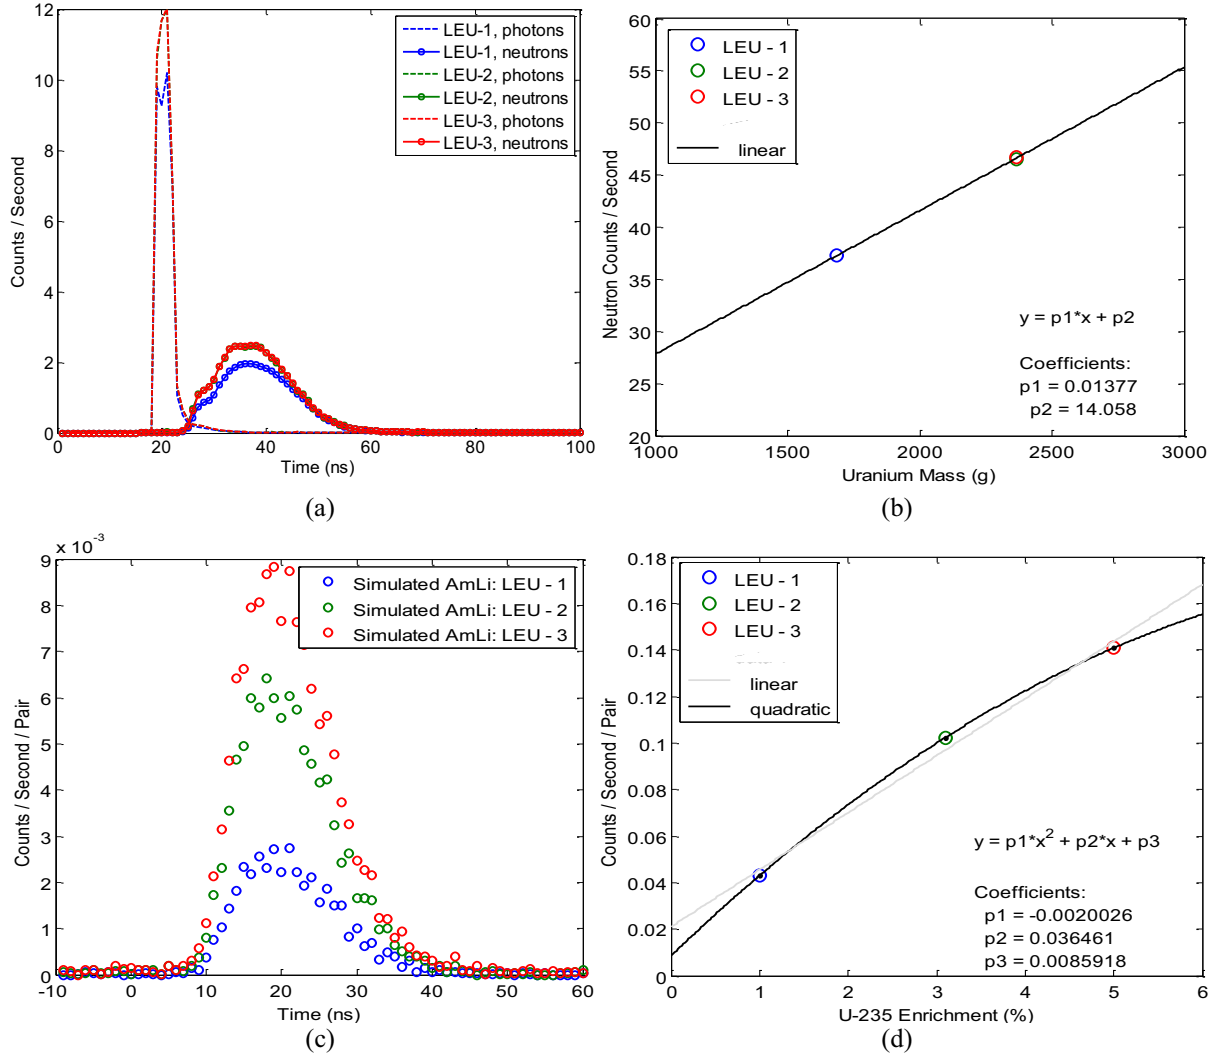 12
10
8
6
4
2
0
Counts / Second
LEU-1, photons
LEU-1, neutrons
LEU-2, photons
LEU-2, neutrons
LEU-3, photons
LEU-3, neutrons
0 20 40 60 80 100
Time (ns)
(a)
60
55
50
45
40
35
30
25
20
Neutron Counts / Second
LEU - 1
LEU - 2
LEU - 3
linear
y = p1*x + p2
Coefficients:
p1 = 0.01377
p2 = 14.058
1000 1500 2000 2500 3000
Uranium Mass (g)
(b)
x 10-3
9
8
7
6
5
4
3
2
1
0
Counts / Second / Pair
Simulated AmLi: LEU - 1
Simulated AmLi: LEU - 2
Simulated AmLi: LEU - 3
-10 0 10 20 30 40 50 60
Time (ns)
(c)
0.18
0.16
0.14
0.12
0.1
0.08
0.06
0.04
0.02
0
Counts / Second / Pair
LEU - 1
LEU - 2
LEU - 3
linear
quadratic
y = p1*x2 + p2*x + p3
Coefficients:
p1 = -0.0020026
p2 = 0.036461
p3 = 0.0085918
0 1 2 3 4 5 6
U-235 Enrichment (%)
(d)